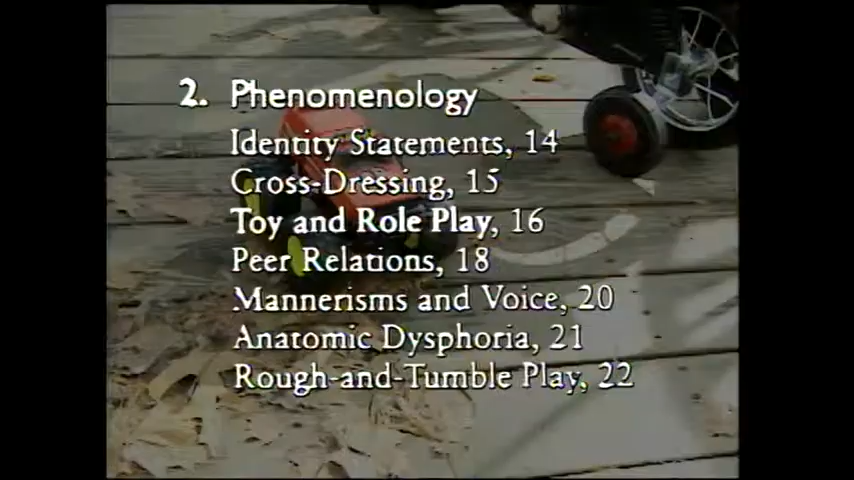 2. Phenomenology
Identity Statements, 14
Cross-Dressing, 15
Toy and Role Play, 16
Peer Relations, 18
Mannerisms and Voice, 20
Anatomic Dysphoria, 21
Rough-and-Tumble Play, 22